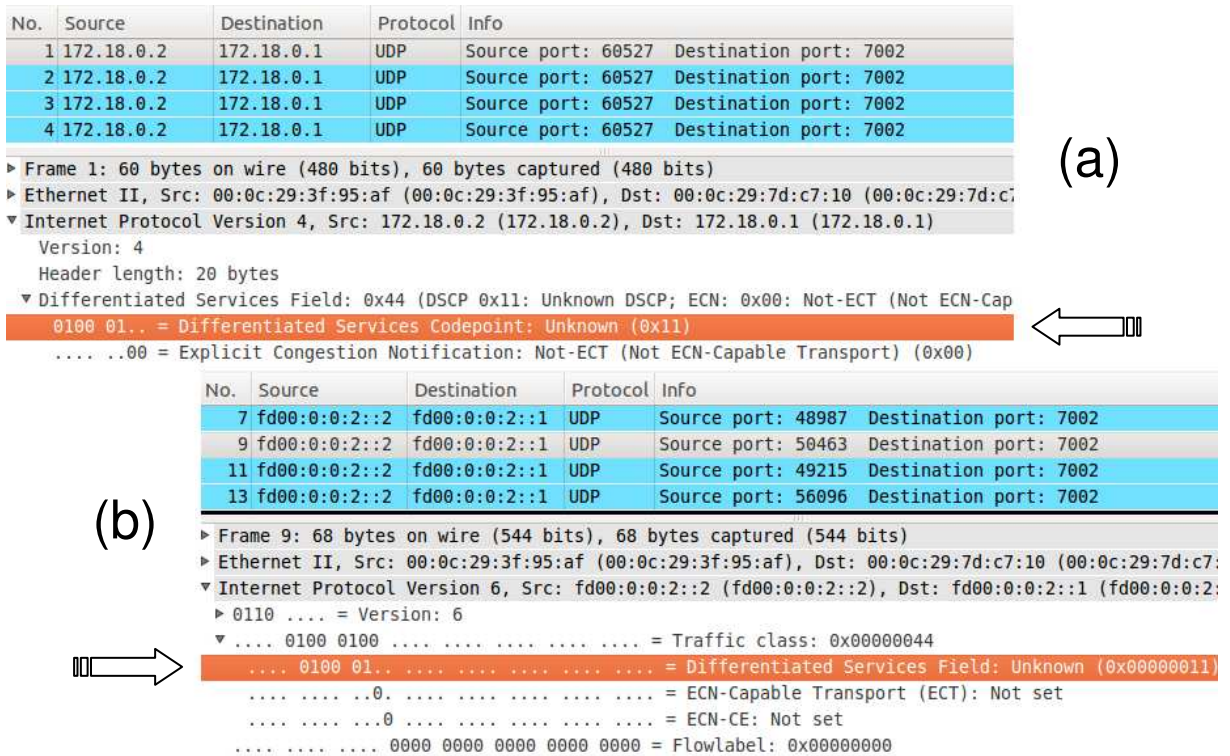 No. Source Destination Protocol Info
1 172.18.0.2 172.18.0.1 UDP Source port: 60527 Destination port: 7002
2 172.18.0.2 172.18.0.1 UDP Source port: 60527 Destination port: 7002
3 172.18.0.2 172.18.0.1 UDP Source port: 60527 Destination port: 7002
4 172.18.0.2 172.18.0.1 UDP Source port: 60527 Destination port: 7002
(a)
Frame 1: 60 bytes on wire (480 bits), 60 bytes captured (480 bits)
Ethernet II, Src: 00:0c:29:3f:95:af (00:0c:29:3f:95:af), Dst: 00:0c:29:7d:c7:10 (00:0c:29:7d:c7
Internet Protocol Version 4, Src: 172.18.0.2 (172.18.0.2), Dst: 172.18.0.1 (172.18.0.1)
Version: 4
Header length: 20 bytes
Differentiated Services Field: 0x44 (DSCP 0x11: Unknown DSCP; ECN: 0x00: Not-ECT (Not ECN-Cap
0100 01.. = Differentiated Services Codepoint: Unknown (0x11)
.... ..00 = Explicit Congestion Notification: Not-ECT (Not ECN-Capable Transport) (0x00)
No. Source Destination Protocol Info
7 fd00:0:0:2::2 fd00:0:0:2::1 UDP Source port: 48987 Destination port: 7002
9 fd00:0:0:2::2 fd00:0:0:2::1 UDP Source port: 50463 Destination port: 7002
11 fd00:0:0:2::2 fd00:0:0:2::1 UDP Source port: 49215 Destination port: 7002
13 fd00:0:0:2::2 fd00:0:0:2::1 UDP Source port: 56096 Destination port: 7002
(b)
Frame 9: 68 bytes on wire (544 bits), 68 bytes captured (544 bits)
Ethernet II, Src: 00:0c:29:3f:95:af (00:0c:29:3f:95:af), Dst: 00:0c:29:7d:c7:10 (00:0c:29:7d:c7:
Internet Protocol Version 6, Src: fd00:0:0:2::2 (fd00:0:0:2::2), Dst: fd00:0:0:2::1 (fd00:0:0:2:
0110 .... = Version: 6
.... 0100 0100 .... .... .... .... .... = Traffic class: 0x00000044
.... 0100 01.. .... .... .... .... .... = Differentiated Services Field: Unknown (0x00000011)
.... .... ..0. .... .... .... .... .... = ECN-Capable Transport (ECT): Not set
.... .... ...0 .... .... .... .... .... = ECN-CE: Not set
.... .... .... 0000 0000 0000 0000 0000 = Flowlabel: 0x00000000